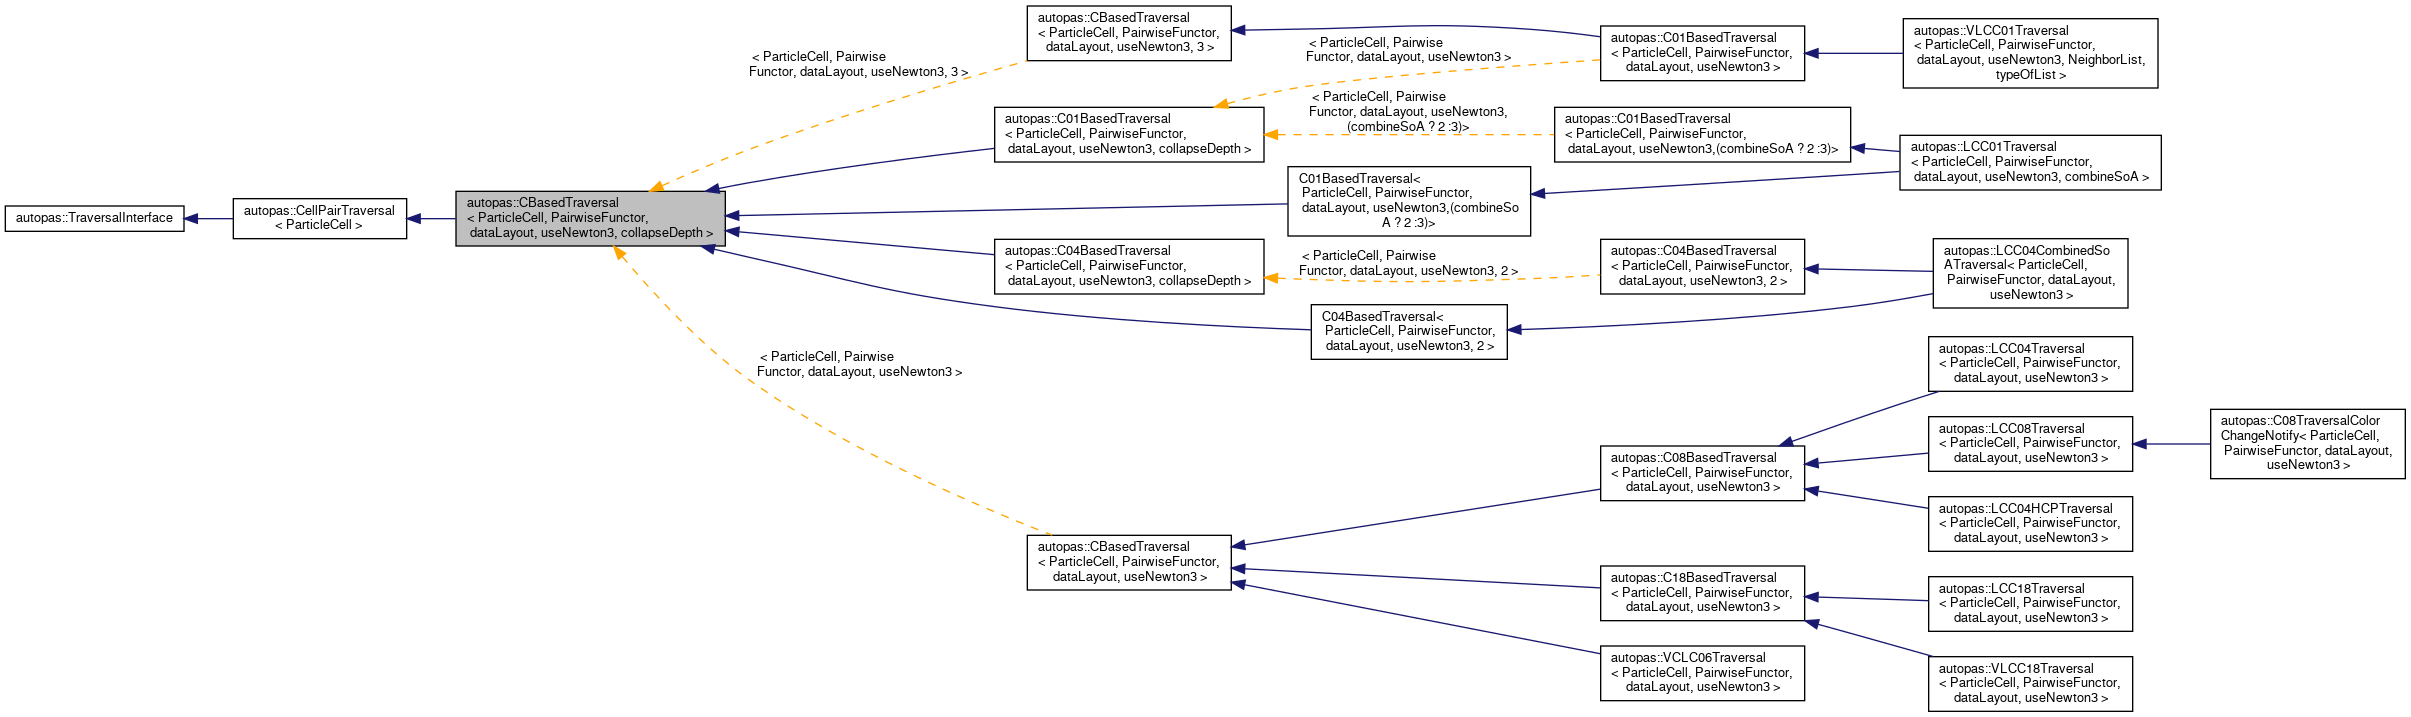 autopas::TraversalInterface
autopas::CellPairTraversal
< ParticleCell >
autopas::CBasedTraversal
< ParticleCell, PairwiseFunctor,
dataLayout, useNewton3, collapseDepth >
< ParticleCell, Pairwise
Functor, dataLayout, useNewton3, 3 >
autopas::CBasedTraversal
< ParticleCell, PairwiseFunctor,
dataLayout, useNewton3, 3 >
autopas::C01BasedTraversal
< ParticleCell, PairwiseFunctor,
dataLayout, useNewton3, collapseDepth >
< ParticleCell, Pairwise
Functor, dataLayout, useNewton3 >
< ParticleCell, Pairwise
Functor, dataLayout, useNewton3,
(combineSoA ? 2 :3)>
autopas::C01BasedTraversal
< ParticleCell, PairwiseFunctor,
dataLayout, useNewton3 >
autopas::VLCC01Traversal
< ParticleCell, PairwiseFunctor,
dataLayout, useNewton3, NeighborList,
typeOfList >
autopas::C01BasedTraversal
< ParticleCell, PairwiseFunctor,
dataLayout, useNewton3,(combineSoA ? 2 :3)>
autopas::LCC01Traversal
< ParticleCell, PairwiseFunctor,
dataLayout, useNewton3, combineSoA >
C01BasedTraversal<
ParticleCell, PairwiseFunctor,
dataLayout, useNewton3,(combineSo
A ? 2 :3)>
autopas::C04BasedTraversal
< ParticleCell, PairwiseFunctor,
dataLayout, useNewton3, collapseDepth >
< ParticleCell, Pairwise
Functor, dataLayout, useNewton3, 2 >
autopas::C04BasedTraversal
< ParticleCell, PairwiseFunctor,
dataLayout, useNewton3, 2 >
autopas::LCC04CombinedSo
ATraversal< ParticleCell,
PairwiseFunctor, dataLayout,
useNewton3 >
C04BasedTraversal<
ParticleCell, PairwiseFunctor,
dataLayout, useNewton3, 2 >
< ParticleCell, Pairwise
Functor, dataLayout, useNewton3 >
autopas::CBasedTraversal
< ParticleCell, PairwiseFunctor,
dataLayout, useNewton3 >
autopas::C08BasedTraversal
< ParticleCell, PairwiseFunctor,
dataLayout, useNewton3 >
autopas::LCC04Traversal
< ParticleCell, PairwiseFunctor,
dataLayout, useNewton3 >
autopas::LCC08Traversal
< ParticleCell, PairwiseFunctor,
dataLayout, useNewton3 >
autopas::C08TraversalColor
ChangeNotify< ParticleCell,
PairwiseFunctor, dataLayout,
useNewton3 >
autopas::LCC04HCPTraversal
< ParticleCell, PairwiseFunctor,
dataLayout, useNewton3 >
autopas::C18BasedTraversal
< ParticleCell, PairwiseFunctor,
dataLayout, useNewton3 >
autopas::LCC18Traversal
< ParticleCell, PairwiseFunctor,
dataLayout, useNewton3 >
autopas::VCLC06Traversal
< ParticleCell, PairwiseFunctor,
dataLayout, useNewton3 >
autopas::VLCC18Traversal
< ParticleCell, PairwiseFunctor,
dataLayout, useNewton3 >